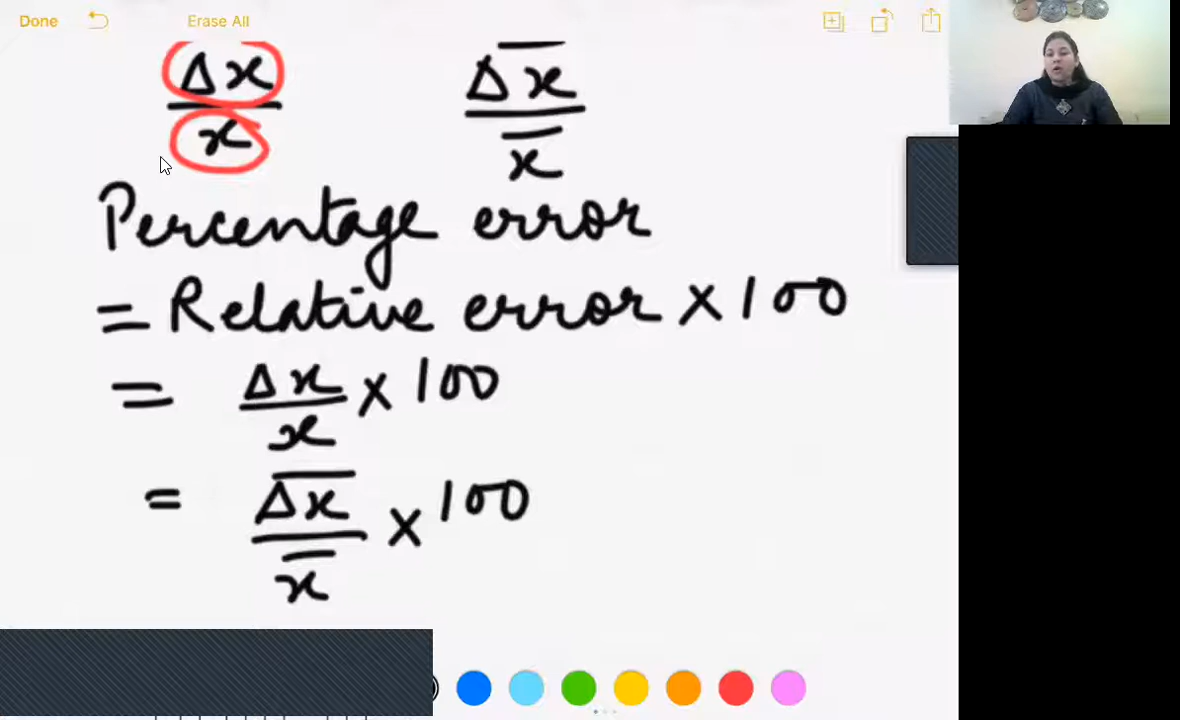 Done Erase All
Δx/x Δx̅/x̅
Percentage error
= Relative error × 100
= Δx/x × 100
= Δx̅/x̅ × 100